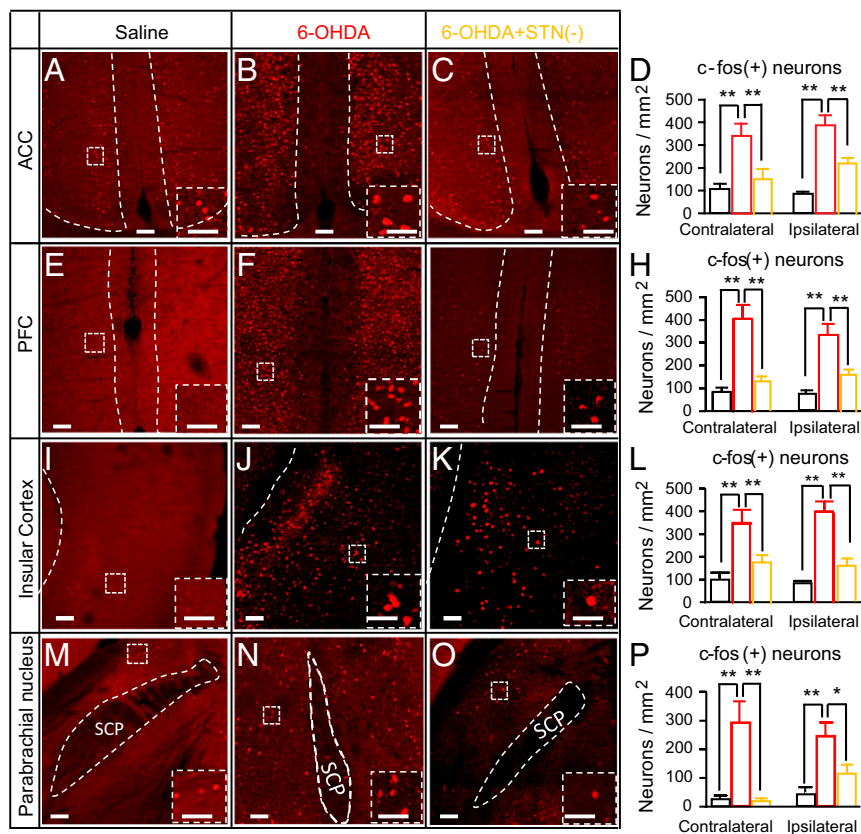 Saline 6-OHDA 6-OHDA+STN(-)
ACC A B C D
c-fos(+) neurons
** ** ** **
Neurons / mm2
500
400
300
200
100
0
Contralateral Ipsilateral
PFC E F H
c-fos(+) neurons
** ** ** **
Neurons / mm2
500
400
300
200
100
0
Contralateral Ipsilateral
Insular Cortex I J K L
c-fos(+) neurons
** ** ** **
Neurons / mm2
500
400
300
200
100
0
Contralateral Ipsilateral
Parabrachial nucleus M N O P
SCP SCP SCP
c-fos (+) neurons
** ** ** *
Neurons / mm2
400
300
200
100
0
Contralateral Ipsilateral